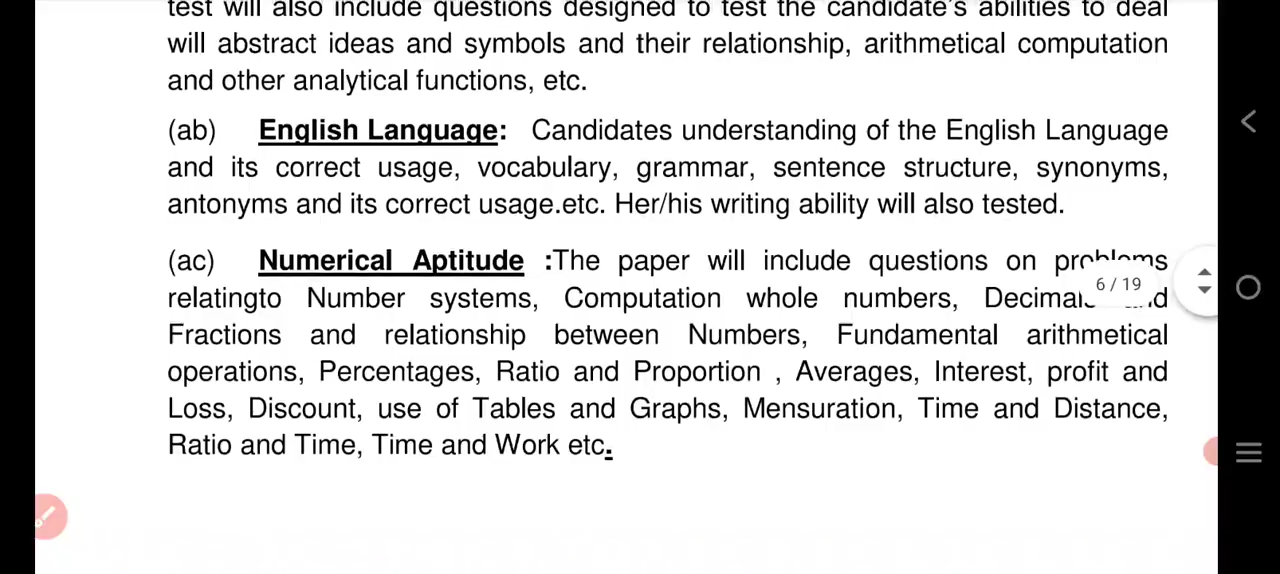 test will also include questions designed to test the candidate's abilities to deal
will abstract ideas and symbols and their relationship, arithmetical computation
and other analytical functions, etc.
(ab) English Language: Candidates understanding of the English Language
and its correct usage, vocabulary, grammar, sentence structure, synonyms,
antonyms and its correct usage.etc. Her/his writing ability will also tested.
(ac) Numerical Aptitude :The paper will include questions on problems
6 / 19
relatingto Number systems, Computation whole numbers, Decimals and
Fractions and relationship between Numbers, Fundamental arithmetical
operations, Percentages, Ratio and Proportion , Averages, Interest, profit and
Loss, Discount, use of Tables and Graphs, Mensuration, Time and Distance,
Ratio and Time, Time and Work etc.